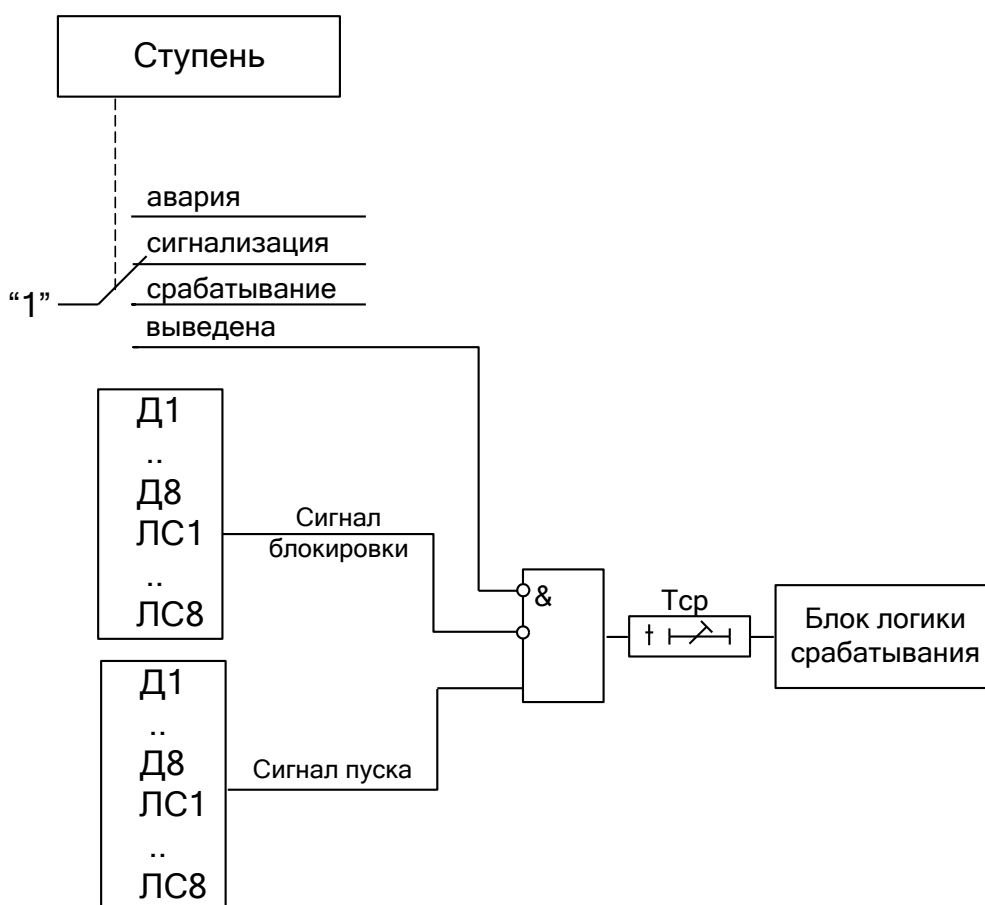 Ступень
авария
сигнализация
“1”
срабатывание
выведена
Д1
..
Д8
ЛС1
..
ЛС8
Сигнал
блокировки
&
Тср
t
Блок логики
срабатывания
Д1
..
Д8
ЛС1
..
ЛС8
Сигнал пуска